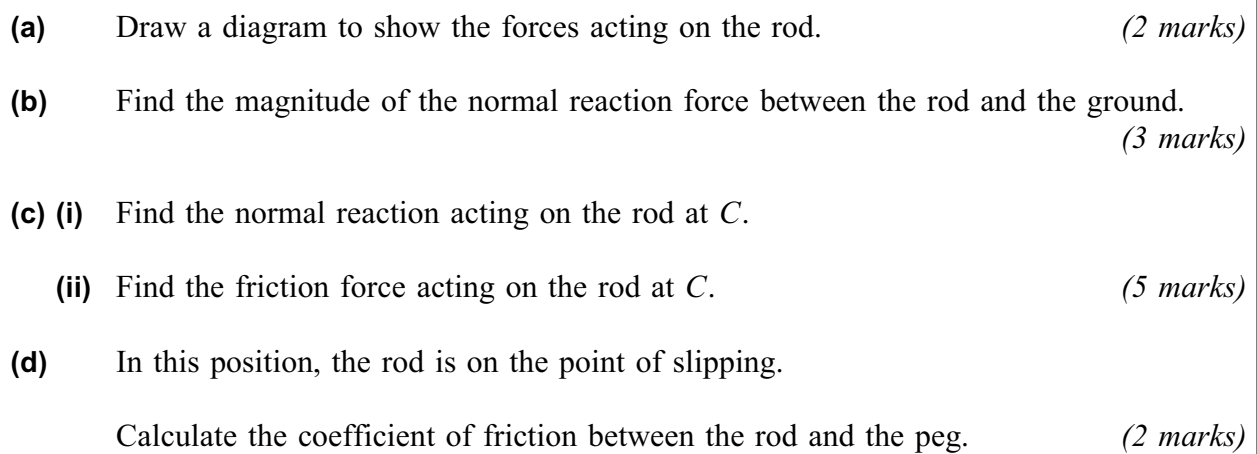 (a) Draw a diagram to show the forces acting on the rod. (2 marks)
(b) Find the magnitude of the normal reaction force between the rod and the ground.
(3 marks)
(c) (i) Find the normal reaction acting on the rod at C.
(ii) Find the friction force acting on the rod at C. (5 marks)
(d) In this position, the rod is on the point of slipping.
Calculate the coefficient of friction between the rod and the peg. (2 marks)